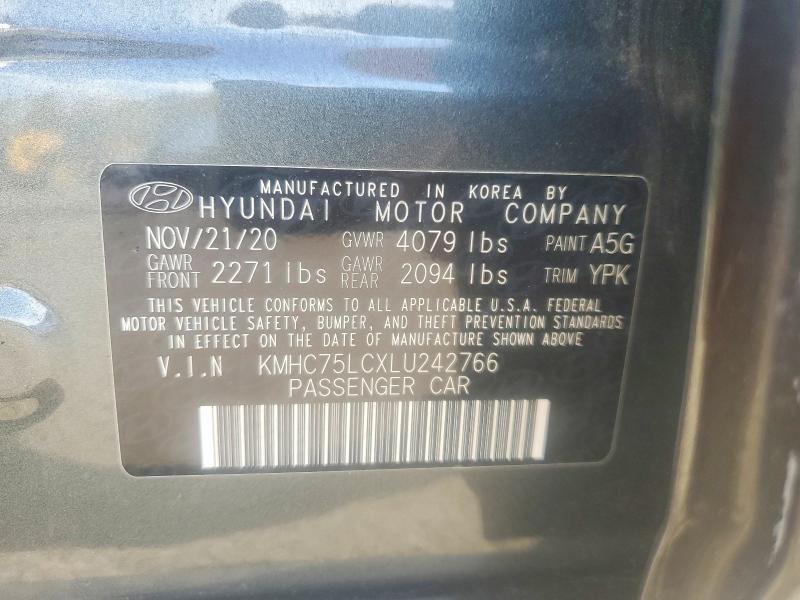 MANUFACTURED IN KOREA BY
HYUNDAI MOTOR COMPANY
NOV/21/20 GVWR 4079 lbs PAINT A5G
GAWR FRONT 2271 lbs GAWR REAR 2094 lbs TRIM YPK
THIS VEHICLE CONFORMS TO ALL APPLICABLE U.S.A. FEDERAL
MOTOR VEHICLE SAFETY, BUMPER, AND THEFT PREVENTION STANDARDS
IN EFFECT ON THE DATE OF MANUFACTURE SHOWN ABOVE
V.I.N KMHC75LCXLU242766
PASSENGER CAR